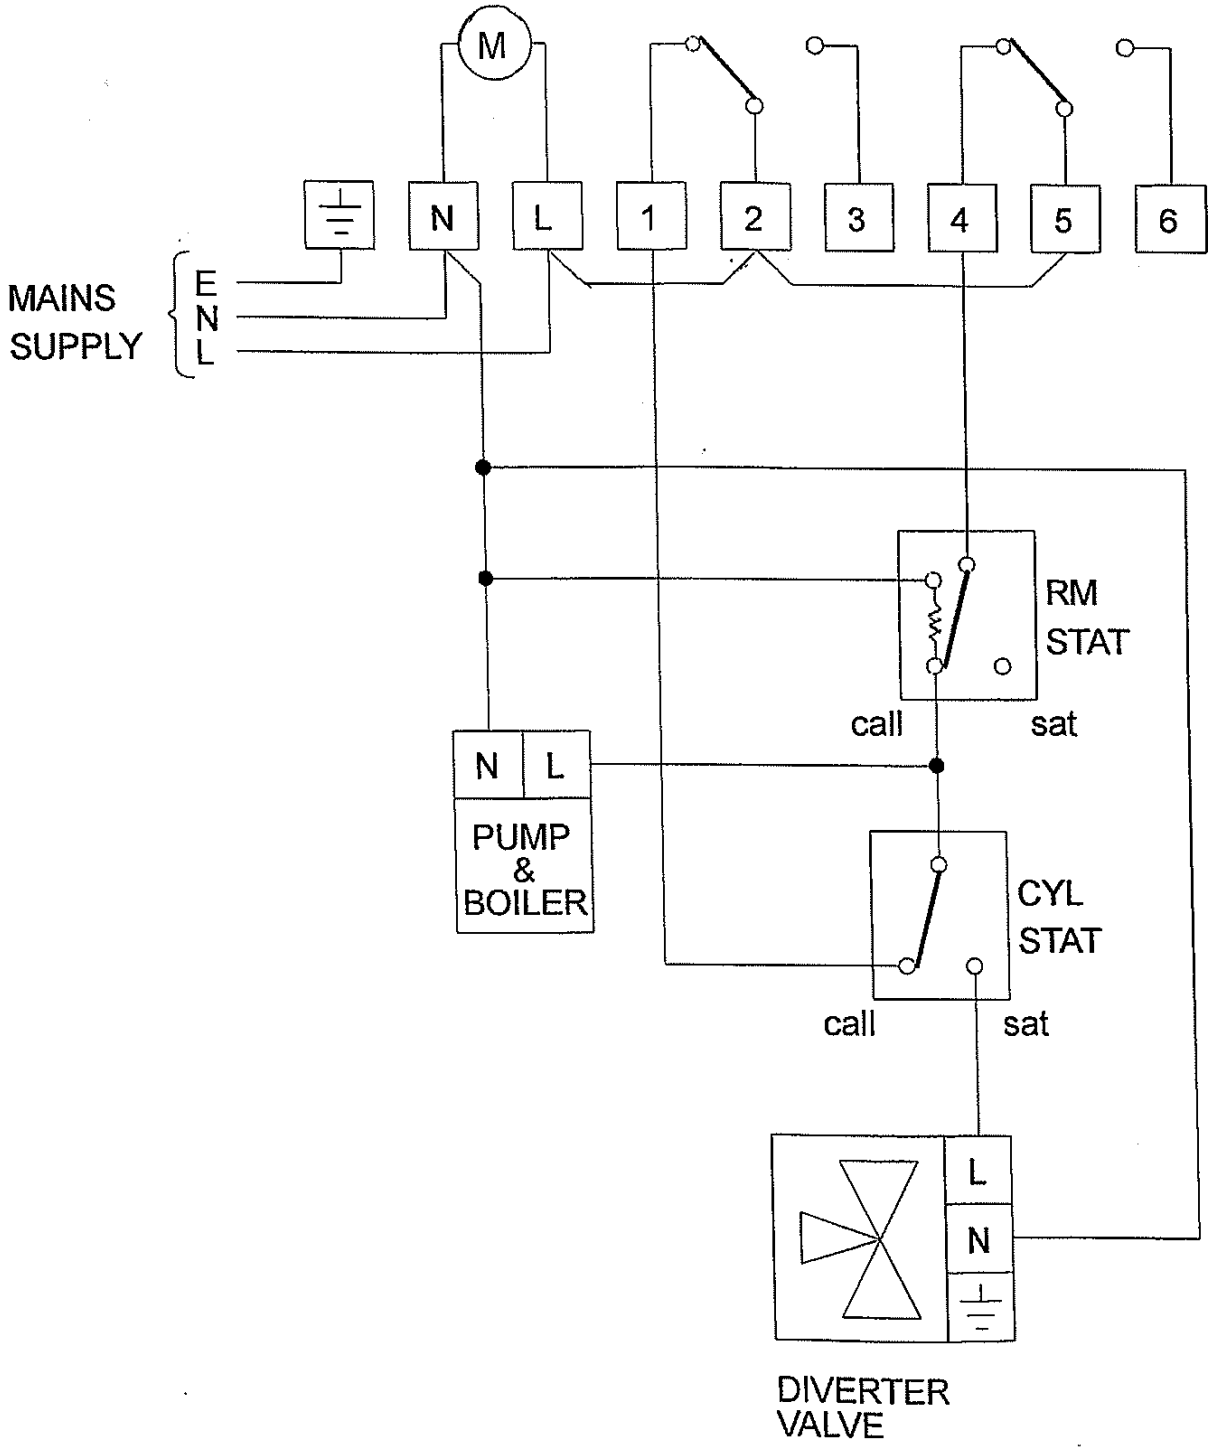 M
N
L
1
2
3
4
5
6
MAINS
SUPPLY
E
N
L
RM
STAT
call
sat
N
L
PUMP
&
BOILER
CYL
STAT
call
sat
L
N
DIVERTER
VALVE